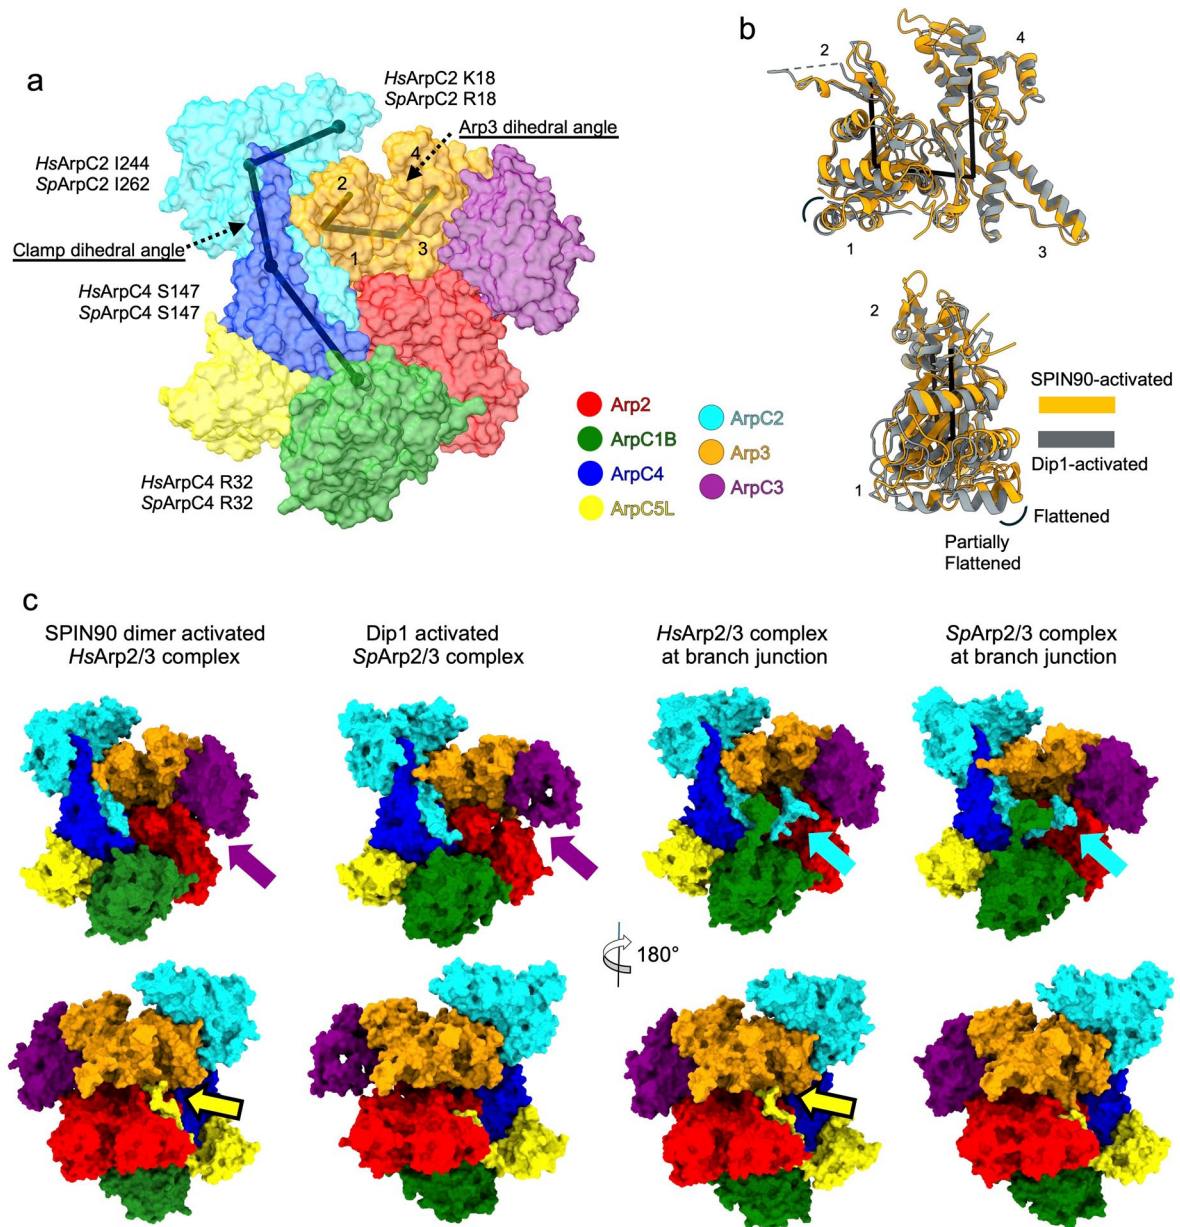 a
HsArpC2 K18
SpArpC2 R18
Arp3 dihedral angle
HsArpC2 I244
SpArpC2 I262
Clamp dihedral angle
HsArpC4 S147
SpArpC4 S147
HsArpC4 R32
SpArpC4 R32
4
2
1
3
Arp2
ArpC1B
ArpC4
ArpC5L
ArpC2
Arp3
ArpC3
b
2
4
1
3
2
1
SPIN90-activated
Dip1-activated
Flattened
Partially
Flattened
c
SPIN90 dimer activated
HsArp2/3 complex
Dip1 activated
SpArp2/3 complex
HsArp2/3 complex
at branch junction
SpArp2/3 complex
at branch junction
180°